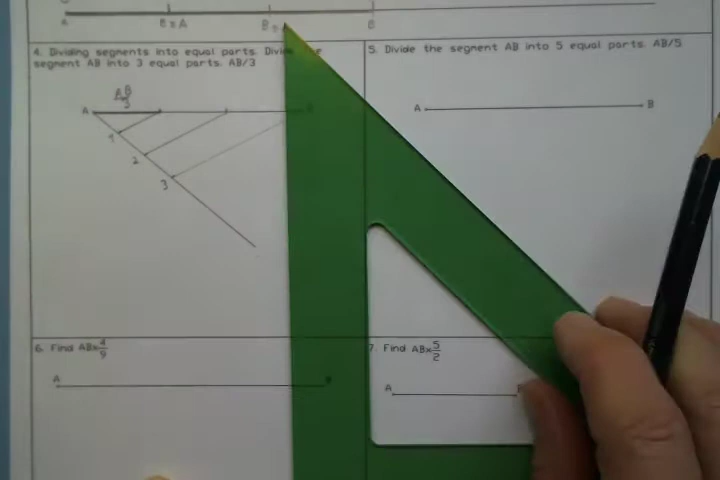 A
B
4. Dividing segments into equal parts. Divide
segment AB into 3 equal parts. AB/3
AB
3
A B
1
2
3
5. Divide the segment AB into 5 equal parts. AB/5
A B
6. Find AB×4/9
A B
7. Find AB×5/2
A